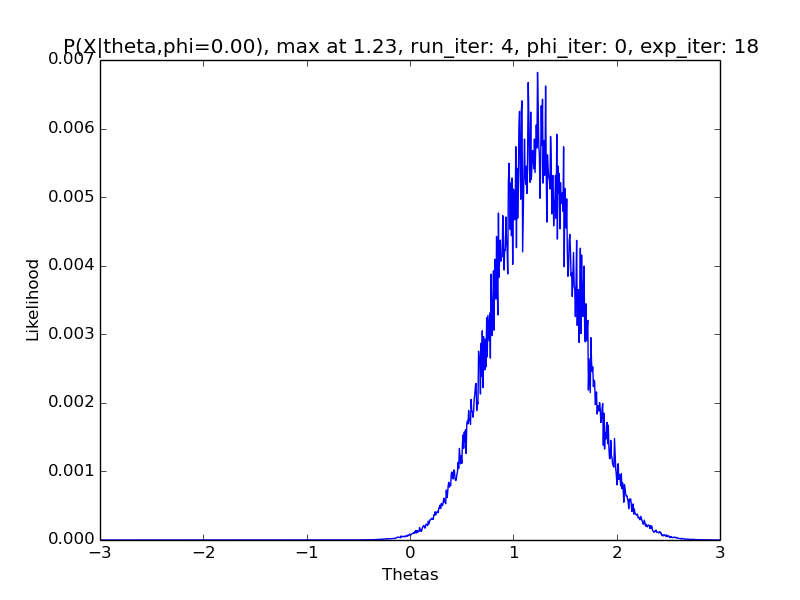 P(X|theta,phi=0.00), max at 1.23, run_iter: 4, phi_iter: 0, exp_iter: 18
0.007
0.006
0.005
0.004
0.003
0.002
0.001
0.000
Likelihood
−3 −2 −1 0 1 2 3
Thetas